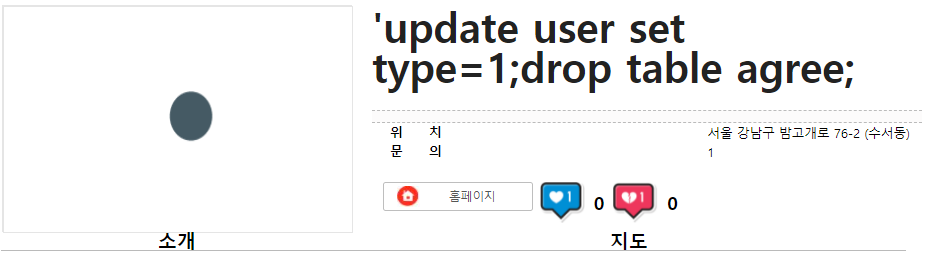 'update user set
type=1;drop table agree;
위 치 서울 강남구 밤고개로 76-2 (수서동)
문 의 1
홈페이지 1 0 1 0
소개 지도